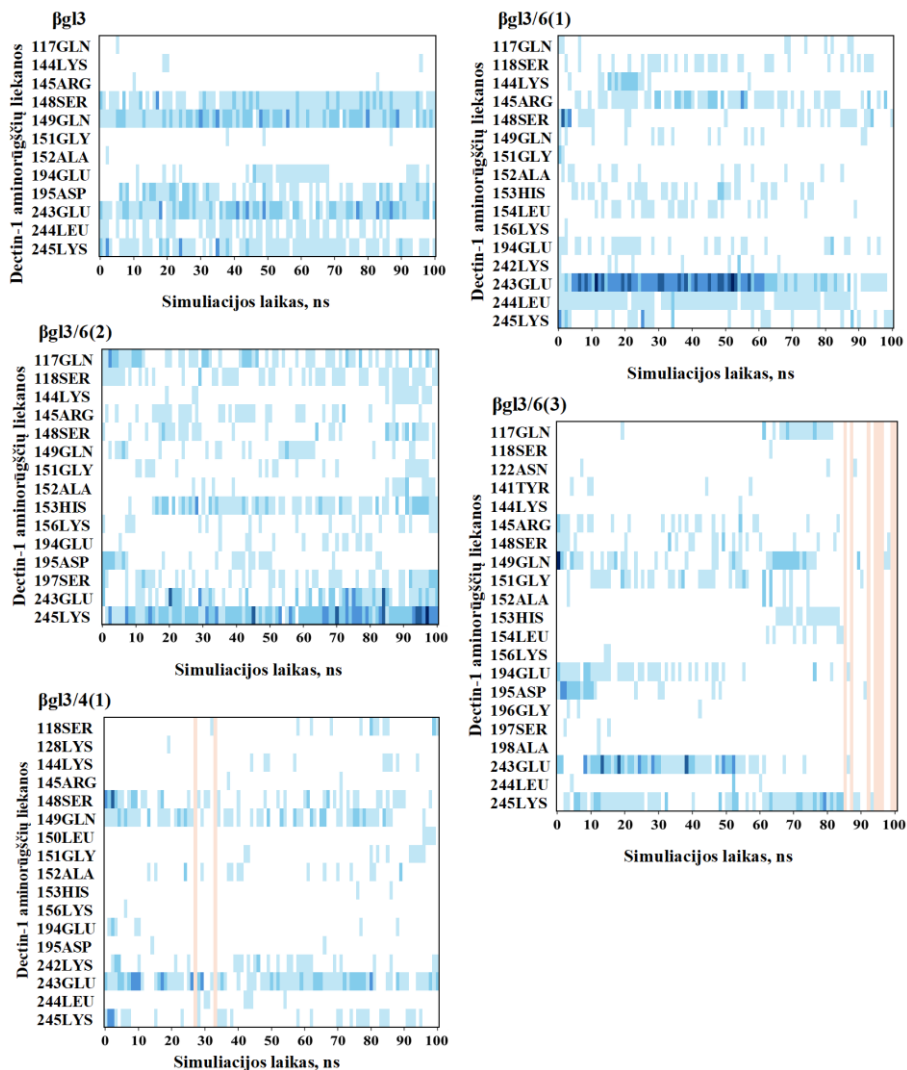 βgl3
Dectin-1 aminorūgščių liekanos
117GLN
144LYS
145ARG
148SER
149GLN
151GLY
152ALA
194GLU
195ASP
243GLU
244LEU
245LYS
0 10 20 30 40 50 60 70 80 90 100
Simuliacijos laikas, ns
βgl3/6(1)
Dectin-1 aminorūgščių liekanos
117GLN
118SER
144LYS
145ARG
148SER
149GLN
151GLY
152ALA
153HIS
154LEU
156LYS
194GLU
242LYS
243GLU
244LEU
245LYS
0 10 20 30 40 50 60 70 80 90 100
Simuliacijos laikas, ns
βgl3/6(2)
Dectin-1 aminorūgščių liekanos
117GLN
118SER
144LYS
145ARG
148SER
149GLN
151GLY
152ALA
153HIS
156LYS
194GLU
195ASP
197SER
243GLU
245LYS
0 10 20 30 40 50 60 70 80 90 100
Simuliacijos laikas, ns
βgl3/6(3)
Dectin-1 aminorūgščių liekanos
117GLN
118SER
122ASN
141TYR
144LYS
145ARG
148SER
149GLN
151GLY
152ALA
153HIS
154LEU
156LYS
194GLU
195ASP
196GLY
197SER
198ALA
243GLU
244LEU
245LYS
0 10 20 30 40 50 60 70 80 90 100
Simuliacijos laikas, ns
βgl3/4(1)
Dectin-1 aminorūgščių liekanos
118SER
128LYS
144LYS
145ARG
148SER
149GLN
150LEU
151GLY
152ALA
153HIS
156LYS
194GLU
195ASP
242LYS
243GLU
244LEU
245LYS
0 10 20 30 40 50 60 70 80 90 100
Simuliacijos laikas, ns